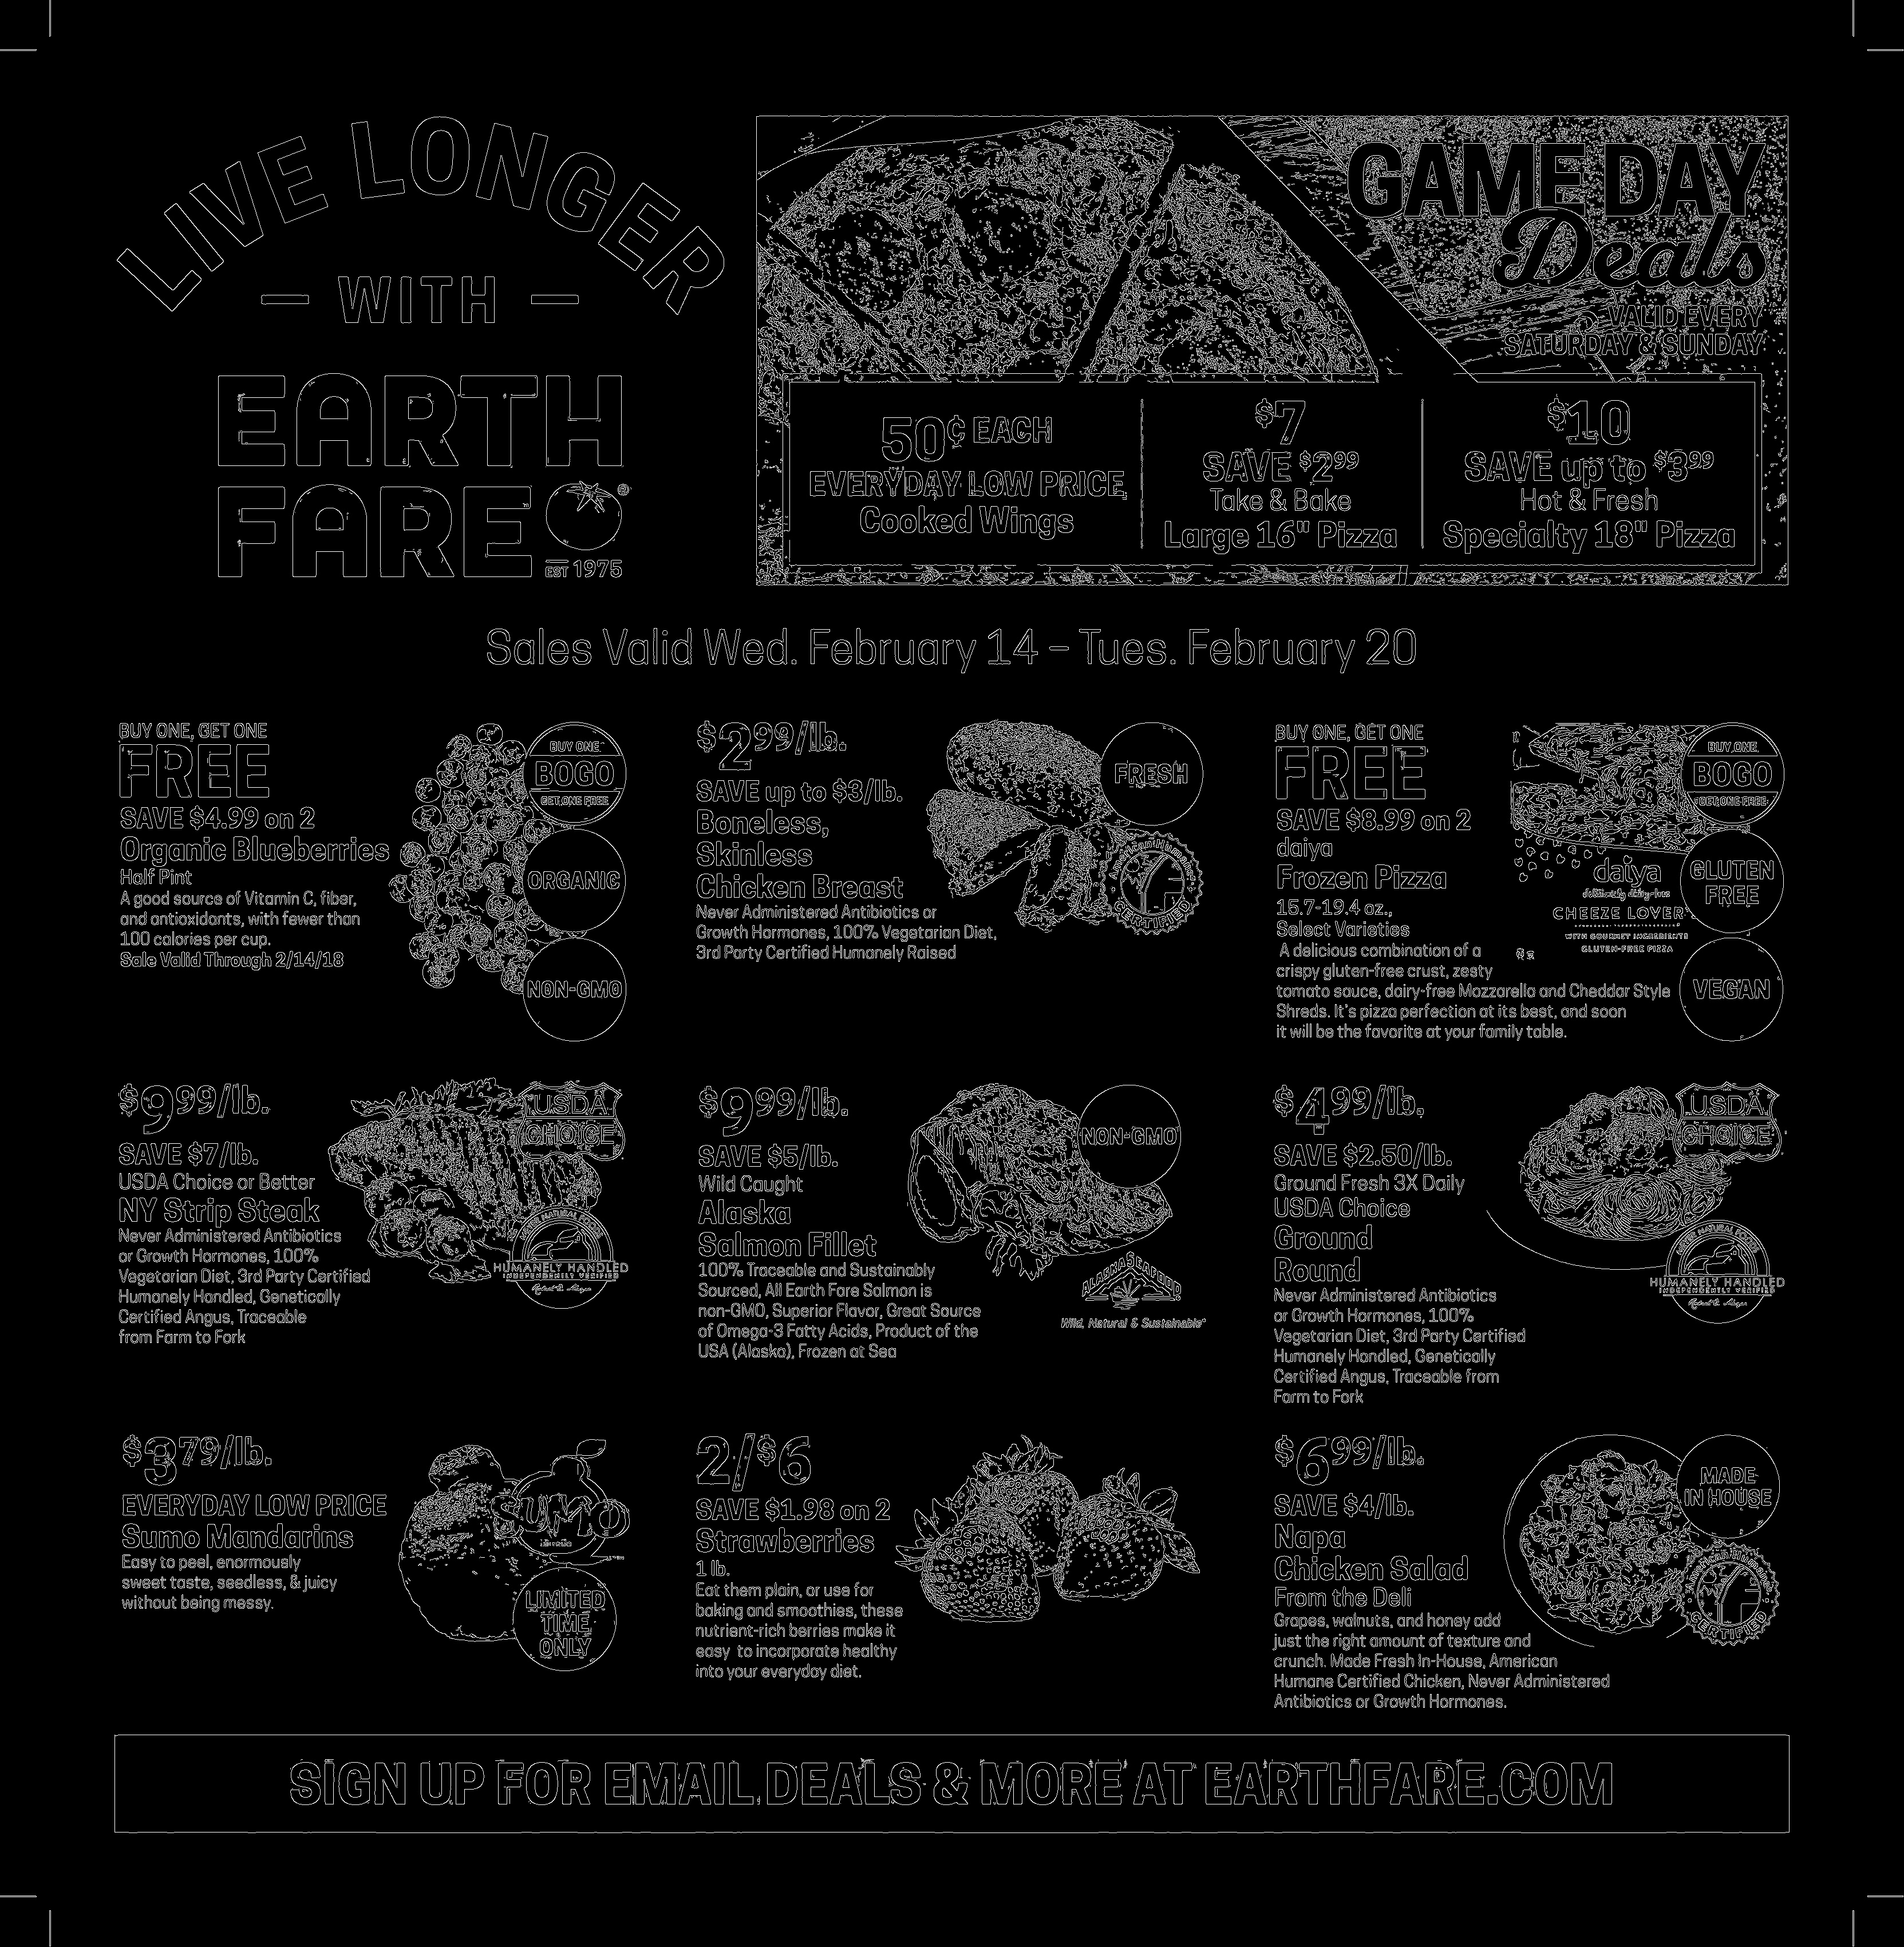 LIVE LONGER
WITH
EARTH
FARE®
EST 1975
GAME DAY
Deals
VALID EVERY
SATURDAY & SUNDAY
50¢ EACH
EVERYDAY LOW PRICE
Cooked Wings
$7
SAVE $2.99
Take & Bake
Large 16" Pizza
$10
SAVE up to $3.99
Hot & Fresh
Specialty 18" Pizza
Sales Valid Wed. February 14 – Tues. February 20
BUY ONE, GET ONE
FREE
SAVE $4.99 on 2
Organic Blueberries
Half Pint
A good source of Vitamin C, fiber,
and antioxidants, with fewer than
100 calories per cup.
Sale Valid Through 2/14/18
BUY ONE
BOGO
GET ONE FREE
ORGANIC
NON-GMO
$2.99/lb.
SAVE up to $3/lb.
Boneless,
Skinless
Chicken Breast
Never Administered Antibiotics or
Growth Hormones, 100% Vegetarian Diet,
3rd Party Certified Humanely Raised
FRESH
American Humane
CERTIFIED
BUY ONE, GET ONE
FREE
SAVE $8.99 on 2
daiya
Frozen Pizza
15.7-19.4 oz.,
Select Varieties
A delicious combination of a
crispy gluten-free crust, zesty
tomato sauce, dairy-free Mozzarella and Cheddar Style
Shreds. It's pizza perfection at its best, and soon
it will be the favorite at your family table.
daiya
deliciously dairy-free
CHEEZE LOVER'S
WITH GOURMET INGREDIENTS
GLUTEN-FREE PIZZA
BUY ONE
BOGO
GET ONE FREE
GLUTEN
FREE
VEGAN
$9.99/lb.
SAVE $7/lb.
USDA Choice or Better
NY Strip Steak
Never Administered Antibiotics
or Growth Hormones, 100%
Vegetarian Diet, 3rd Party Certified
Humanely Handled, Genetically
Certified Angus, Traceable
from Farm to Fork
USDA
CHOICE
HUMANELY HANDLED
INDEPENDENTLY VERIFIED
$9.99/lb.
SAVE $5/lb.
Wild Caught
Alaska
Salmon Fillet
100% Traceable and Sustainably
Sourced, All Earth Fare Salmon is
non-GMO, Superior Flavor, Great Source
of Omega-3 Fatty Acids, Product of the
USA (Alaska), Frozen at Sea
NON-GMO
ALASKA SEAFOOD
Wild, Natural & Sustainable®
$4.99/lb.
SAVE $2.50/lb.
Ground Fresh 3X Daily
USDA Choice
Ground
Round
Never Administered Antibiotics
or Growth Hormones, 100%
Vegetarian Diet, 3rd Party Certified
Humanely Handled, Genetically
Certified Angus, Traceable from
Farm to Fork
USDA
CHOICE
HUMANELY HANDLED
INDEPENDENTLY VERIFIED
$3.79/lb.
EVERYDAY LOW PRICE
Sumo Mandarins
Easy to peel, enormously
sweet taste, seedless, & juicy
without being messy.
SUMO
LIMITED
TIME
ONLY
2/$6
SAVE $1.98 on 2
Strawberries
1 lb.
Eat them plain, or use for
baking and smoothies, these
nutrient-rich berries make it
easy to incorporate healthy
into your everyday diet.
$6.99/lb.
SAVE $4/lb.
Napa
Chicken Salad
From the Deli
Grapes, walnuts, and honey add
just the right amount of texture and
crunch. Made Fresh In-House, American
Humane Certified Chicken, Never Administered
Antibiotics or Growth Hormones.
MADE
IN HOUSE
CERTIFIED
SIGN UP FOR EMAIL DEALS & MORE AT EARTHFARE.COM